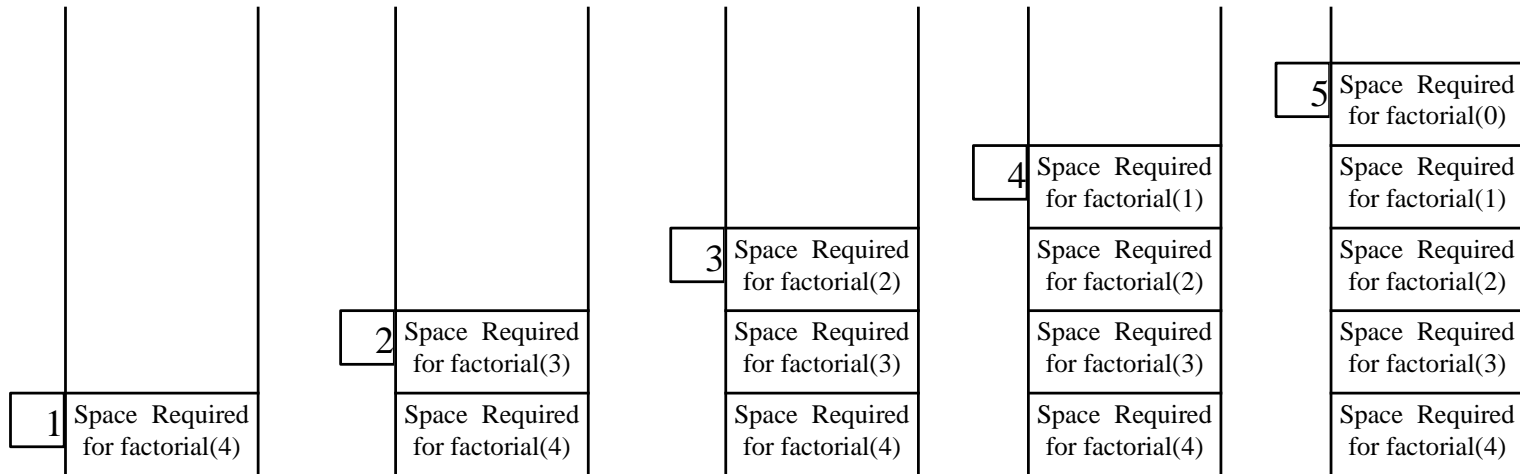 5
Space Required
for factorial(0)
4
Space Required
for factorial(1)
Space Required
for factorial(1)
3
Space Required
for factorial(2)
Space Required
for factorial(2)
Space Required
for factorial(2)
2
Space Required
for factorial(3)
Space Required
for factorial(3)
Space Required
for factorial(3)
Space Required
for factorial(3)
1
Space Required
for factorial(4)
Space Required
for factorial(4)
Space Required
for factorial(4)
Space Required
for factorial(4)
Space Required
for factorial(4)